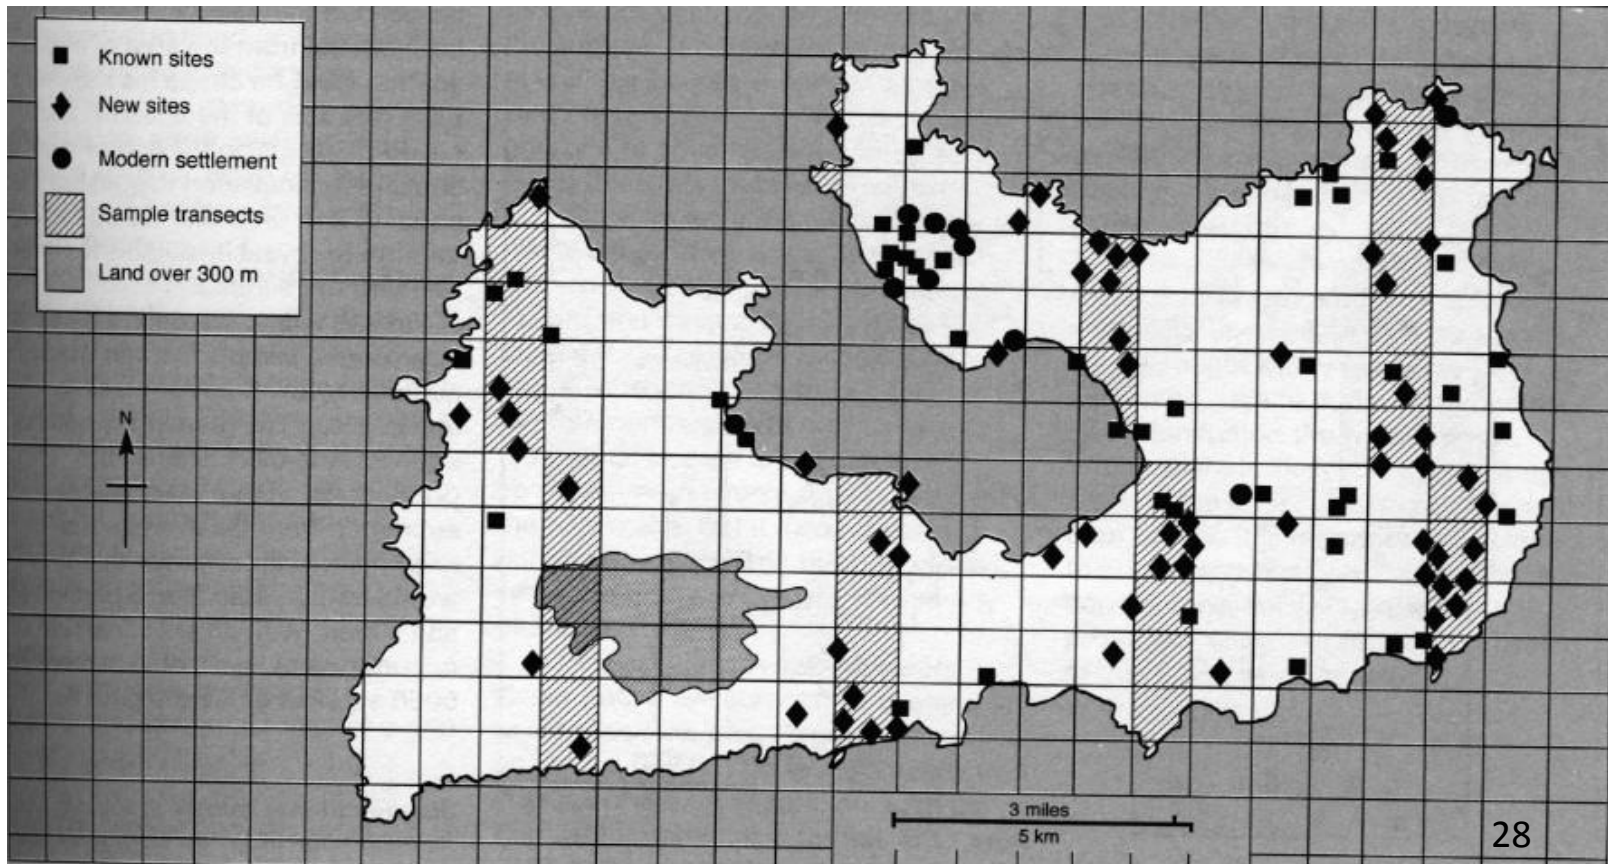 Known sites
New sites
Modern settlement
Sample transects
Land over 300 m
N
3 miles
5 km
28